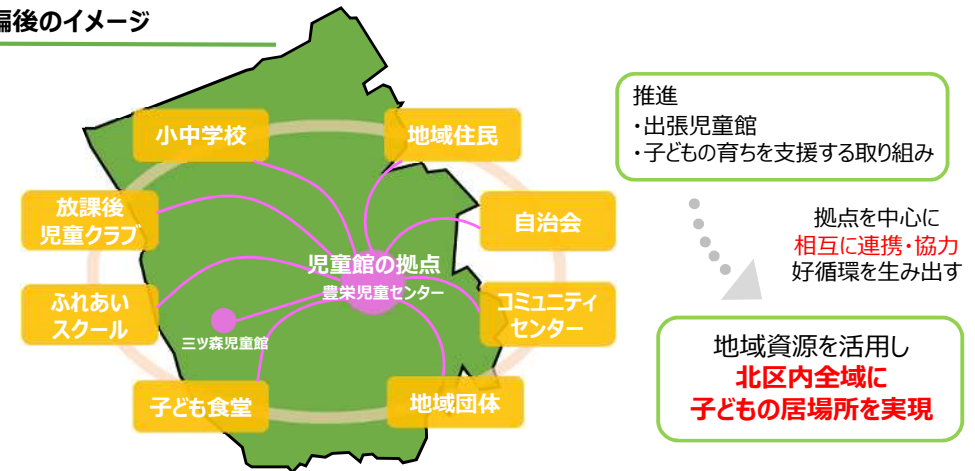 後のイメージ
小中学校
地域住民
放課後
児童クラブ
自治会
児童館の拠点
豊栄児童センター
ふれあい
スクール
コミュニティ
センター
三ツ森児童館
子ども食堂
地域団体
推進
・出張児童館
・子どもの育ちを支援する取り組み
拠点を中心に
相互に連携・協力
好循環を生み出す
地域資源を活用し
北区内全域に
子どもの居場所を実現